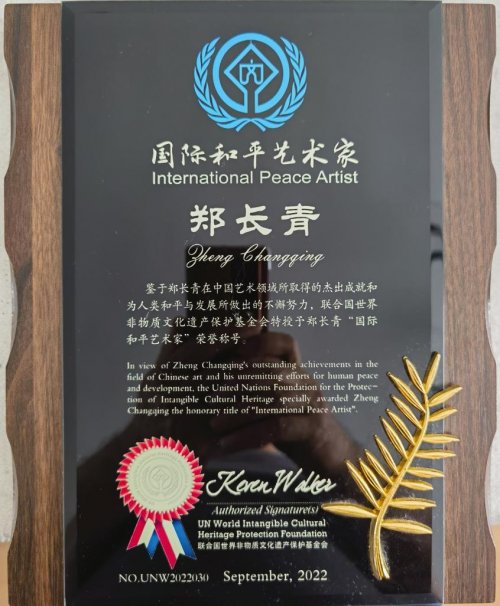 国际和平艺术家
International Peace Artist
郑长青
Zheng Changqing
鉴于郑长青在中国艺术领域所取得的杰出成就和
为人类和平与发展所做出的不懈努力，联合国世界
非物质文化遗产保护基金会特授予郑长青“国际
和平艺术家”荣誉称号。
In view of Zheng Changqing's outstanding achievements in the
field of Chinese art and his unremitting efforts for human peace
and development, the United Nations Foundation for the Protec-
tion of Intangible Cultural Heritage specially awarded Zheng
Changqing the honorary title of "International Peace Artist".
Keven Walker
Authorized Signature(s)
UN World Intangible Cultural
Heritage Protection Foundation
联合国世界非物质文化遗产保护基金会
NO.UNW2022030 September, 2022